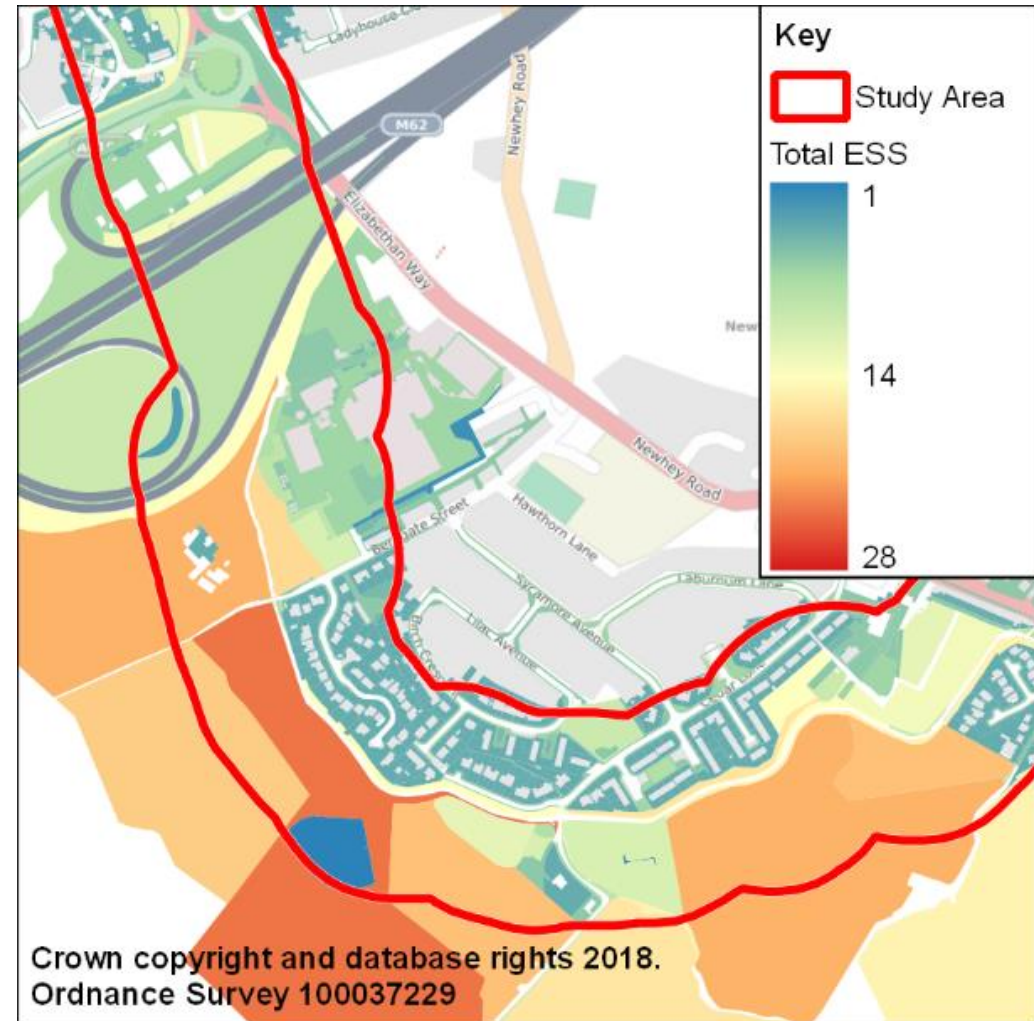 Key
Study Area
Total ESS
1
14
28
M62
Newhey Road
Elizabethan Way
Newhey Road
Hawthorn Lane
Sycamore Avenue
Lilac Avenue
Laburnum Lane
Crown copyright and database rights 2018.
Ordnance Survey 100037229